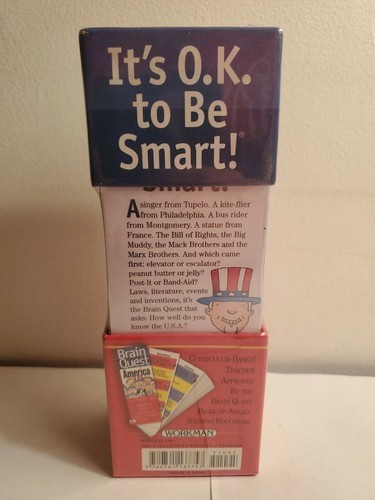 It's O.K.
to Be
Smart!®
Smart!
A singer from Tupelo. A kite-flier
from Philadelphia. A bus rider
from Montgomery. A statue from
France. The Bill of Rights, the Big
Muddy, the Mack Brothers and the
Marx Brothers. And which came
first: elevator or escalator?
peanut butter or jelly?
Post-it or Band-Aid?
Laws, literature, events
and inventions, it's
the Brain Quest that
asks: How well do you
know the U.S.A.?
Brain
Quest
America
Curriculum-Based!
Teacher
Approved
By the
Brain Quest
Panel of Award-
Winning Educators
WORKMAN